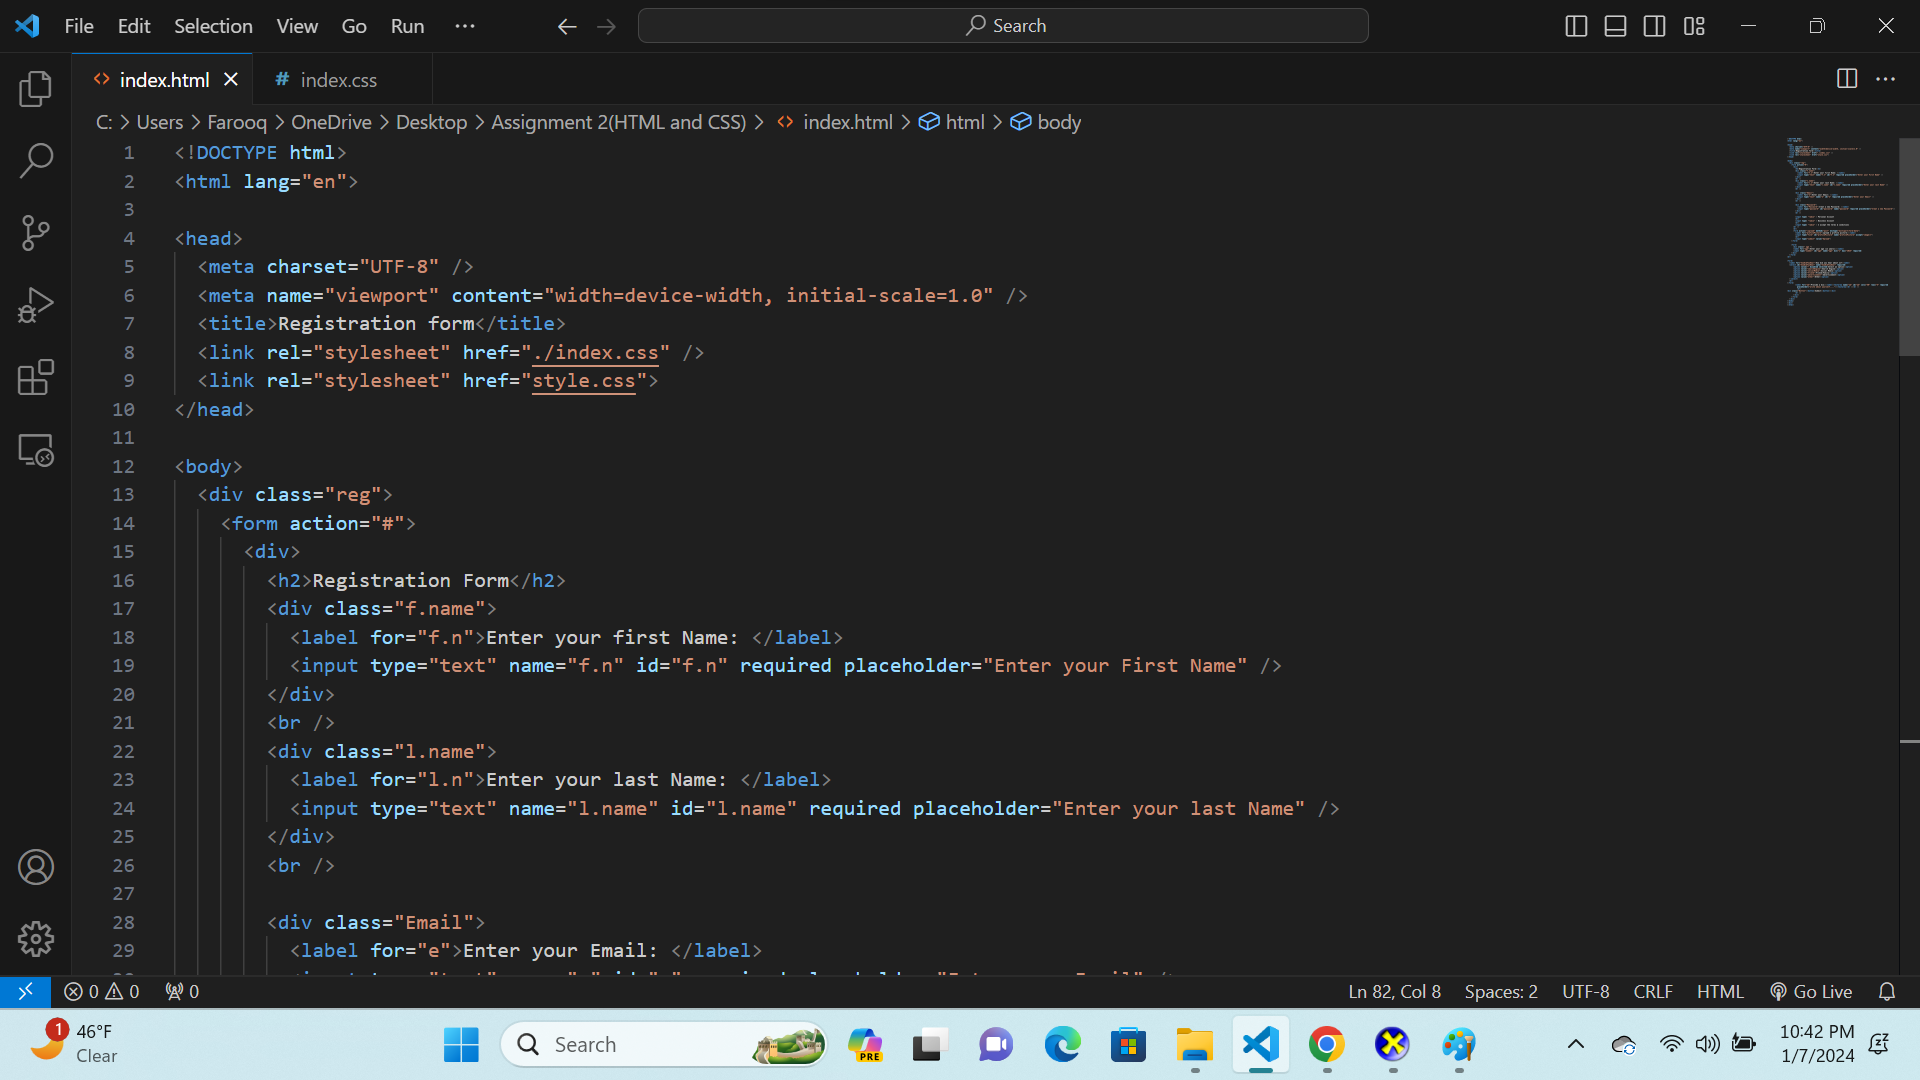 File Edit Selection View Go Run ··· Search
index.html index.css
C: > Users > Farooq > OneDrive > Desktop > Assignment 2(HTML and CSS) > index.html > html > body
1 <!DOCTYPE html>
2 <html lang="en">
3
4 <head>
5 <meta charset="UTF-8" />
6 <meta name="viewport" content="width=device-width, initial-scale=1.0" />
7 <title>Registration form</title>
8 <link rel="stylesheet" href="./index.css" />
9 <link rel="stylesheet" href="style.css">
10 </head>
11
12 <body>
13 <div class="reg">
14 <form action="#">
15 <div>
16 <h2>Registration Form</h2>
17 <div class="f.name">
18 <label for="f.n">Enter your first Name: </label>
19 <input type="text" name="f.n" id="f.n" required placeholder="Enter your First Name" />
20 </div>
21 <br />
22 <div class="l.name">
23 <label for="l.n">Enter your last Name: </label>
24 <input type="text" name="l.name" id="l.name" required placeholder="Enter your last Name" />
25 </div>
26 <br />
27
28 <div class="Email">
29 <label for="e">Enter your Email: </label>
0 0 0 Ln 82, Col 8 Spaces: 2 UTF-8 CRLF HTML Go Live
1 46°F
Clear
Search
PRE
10:42 PM
1/7/2024